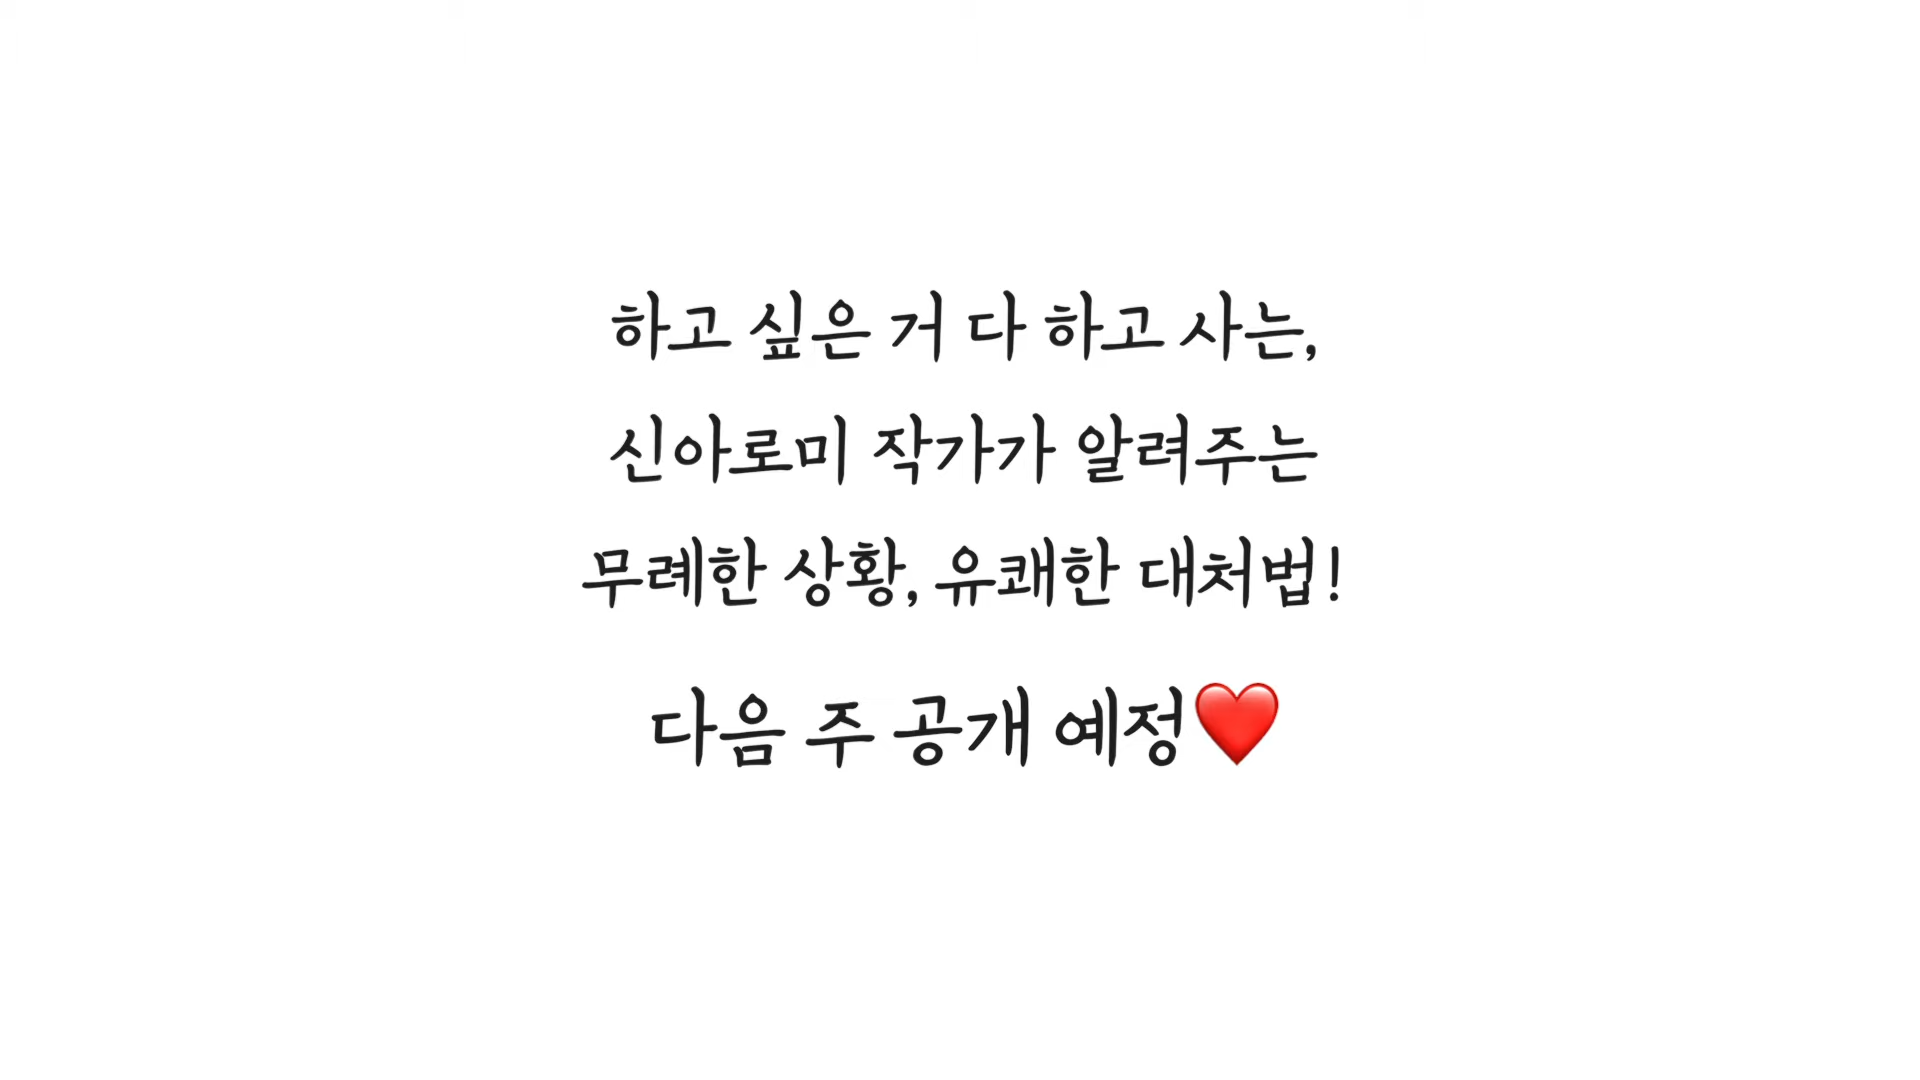 하고 싶은 거 다 하고 사는,
신아로미 작가가 알려주는
무례한 상황, 유쾌한 대처법!
다음 주 공개 예정❤️